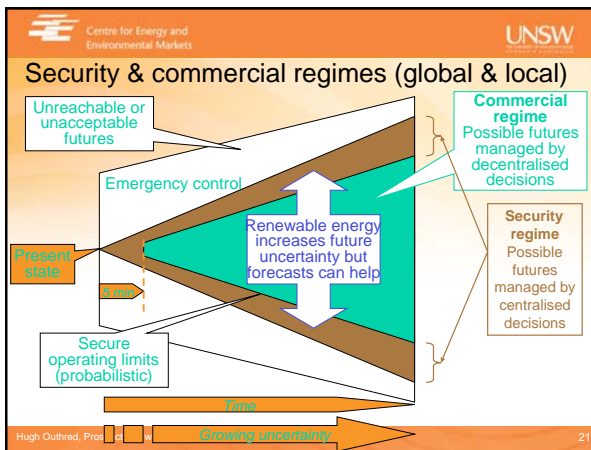 Centre for Energy and
Environmental Markets
UNSW
Security & commercial regimes (global & local)
Unreachable or
unacceptable
futures
Commercial
regime
Possible futures
managed by
decentralised
decisions
Emergency control
Renewable energy
increases future
uncertainty but
forecasts can help
Security
regime
Possible
futures
managed by
centralised
decisions
Present
state
5 min
Secure
operating limits
(probabilistic)
Time
Growing uncertainty
Hugh Outhred,
21